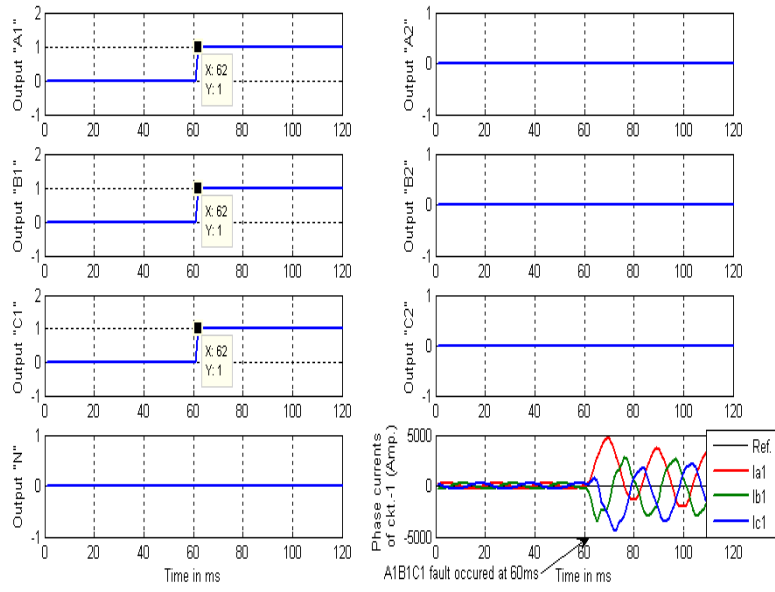 Output "A1"
2
1
0
-1
X: 62
Y: 1
0 20 40 60 80 100 120
Output "A2"
1
0
-1
0 20 40 60 80 100 120
Output "B1"
2
1
0
-1
X: 62
Y: 1
0 20 40 60 80 100 120
Output "B2"
1
0
-1
0 20 40 60 80 100 120
Output "C1"
2
1
0
-1
X: 62
Y: 1
0 20 40 60 80 100 120
Output "C2"
1
0
-1
0 20 40 60 80 100 120
Output "N"
1
0
-1
0 20 40 60 80 100 120
Time in ms
Phase currents
of ckt.-1 (Amp.)
5000
0
-5000
0 20 40 60 80 100 120
Ref.
Ia1
Ib1
Ic1
A1B1C1 fault occured at 60ms
Time in ms